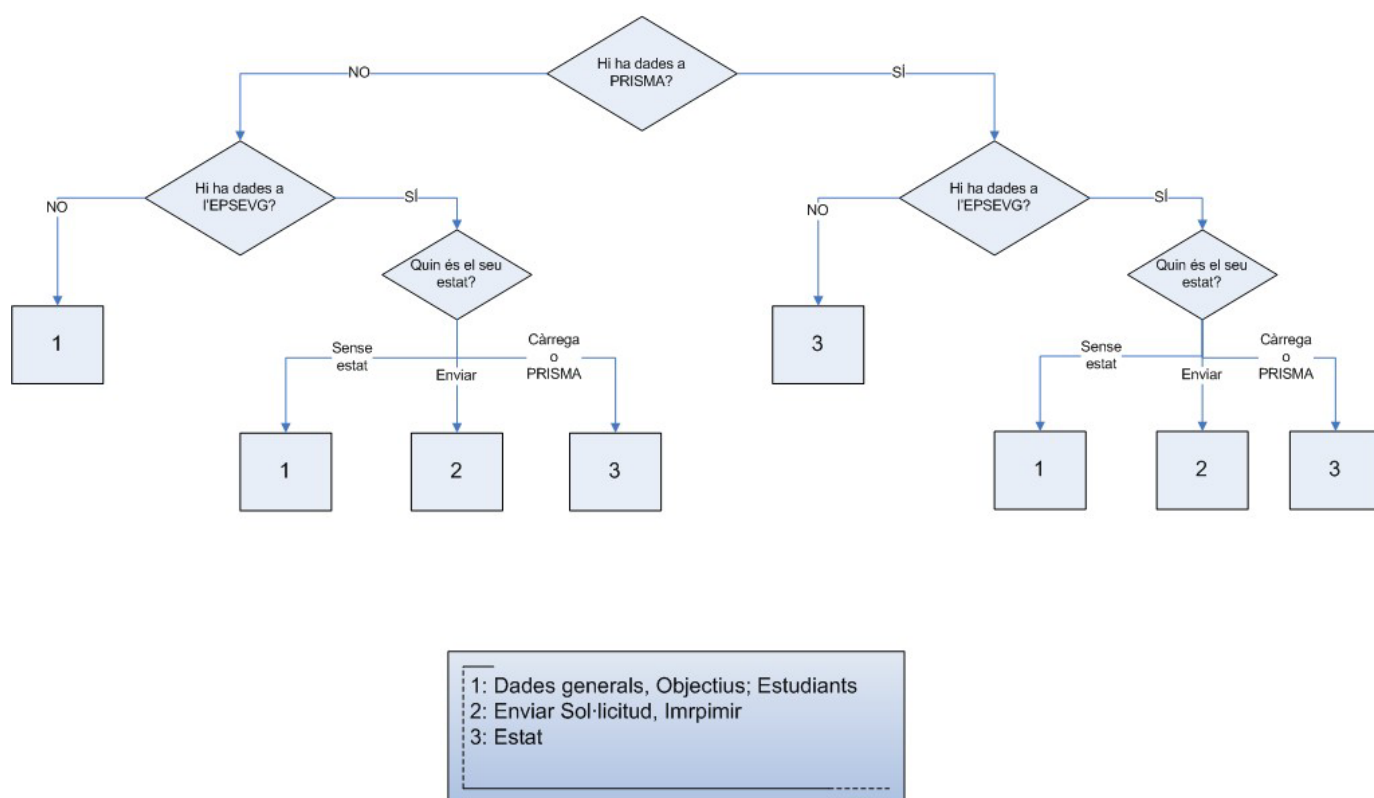 Hi ha dades a
PRISMA?
NO
SÍ
Hi ha dades a
l'EPSEVG?
Hi ha dades a
l'EPSEVG?
NO
SÍ
NO
SÍ
Quin és el seu
estat?
Quin és el seu
estat?
1
3
Sense
estat
Enviar
Càrrega
o
PRISMA
Sense
estat
Enviar
Càrrega
o
PRISMA
1
2
3
1
2
3
1: Dades generals, Objectius; Estudiants
2: Enviar Sol·licitud, Imrpimir
3: Estat